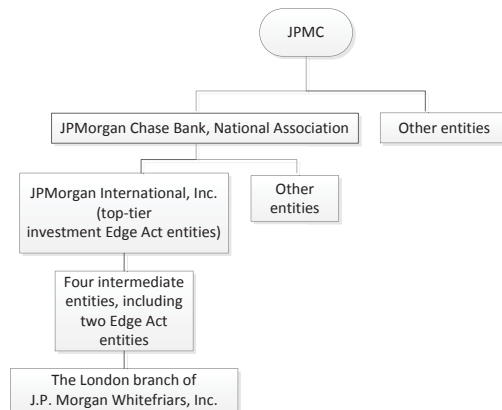 JPMC
JPMorgan Chase Bank, National Association
Other entities
JPMorgan International, Inc.
(top-tier
investment Edge Act entities)
Other
entities
Four intermediate
entities, including
two Edge Act
entities
The London branch of
J.P. Morgan Whitefriars, Inc.